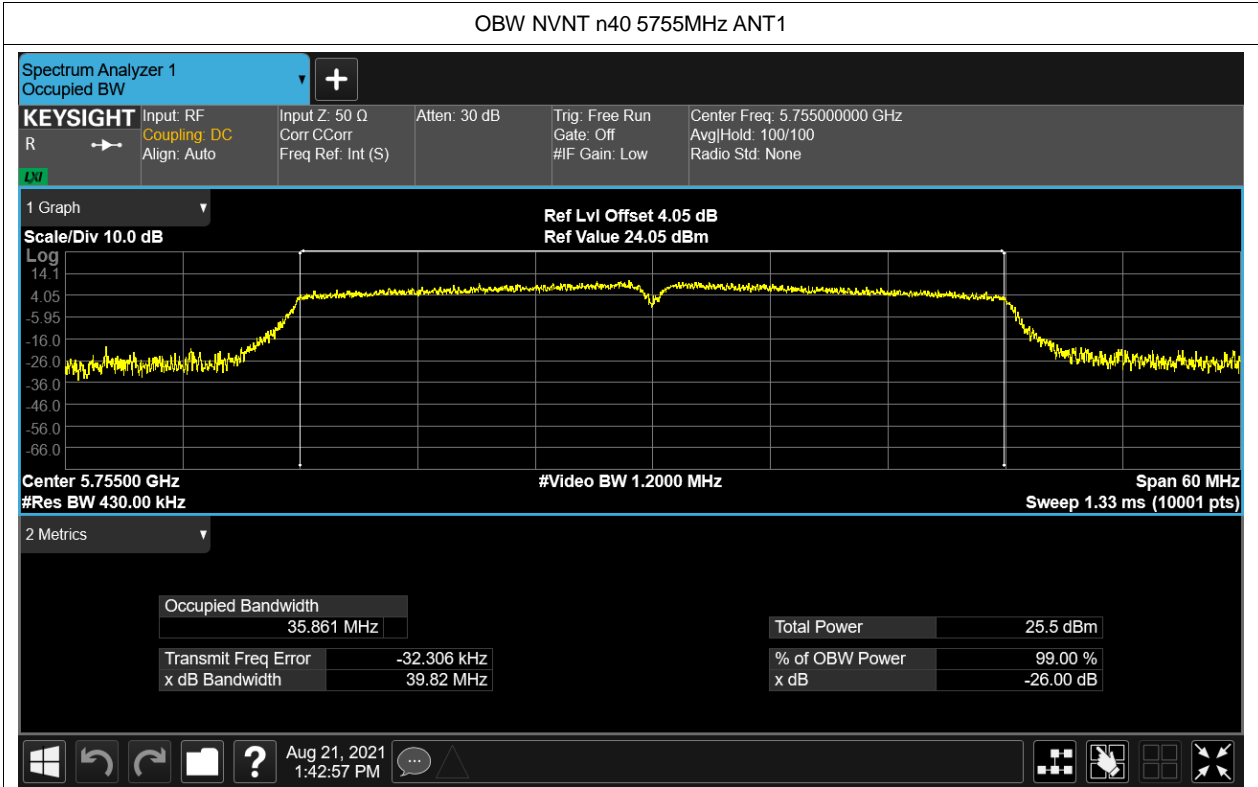 OBW NVNT n40 5755MHz ANT1
Spectrum Analyzer 1
Occupied BW
KEYSIGHT
R
LXI
Input: RF
Coupling: DC
Align: Auto
Input Z: 50 Ω
Corr CCorr
Freq Ref: Int (S)
Atten: 30 dB
Trig: Free Run
Gate: Off
#IF Gain: Low
Center Freq: 5.755000000 GHz
Avg|Hold: 100/100
Radio Std: None
1 Graph
Scale/Div 10.0 dB
Ref Lvl Offset 4.05 dB
Ref Value 24.05 dBm
Log
14.1
4.05
-5.95
-16.0
-26.0
-36.0
-46.0
-56.0
-66.0
Center 5.75500 GHz
#Video BW 1.2000 MHz
Span 60 MHz
#Res BW 430.00 kHz
Sweep 1.33 ms (10001 pts)
2 Metrics
Occupied Bandwidth
35.861 MHz
Total Power 25.5 dBm
Transmit Freq Error -32.306 kHz
% of OBW Power 99.00 %
x dB Bandwidth 39.82 MHz
x dB -26.00 dB
?
Aug 21, 2021
1:42:57 PM